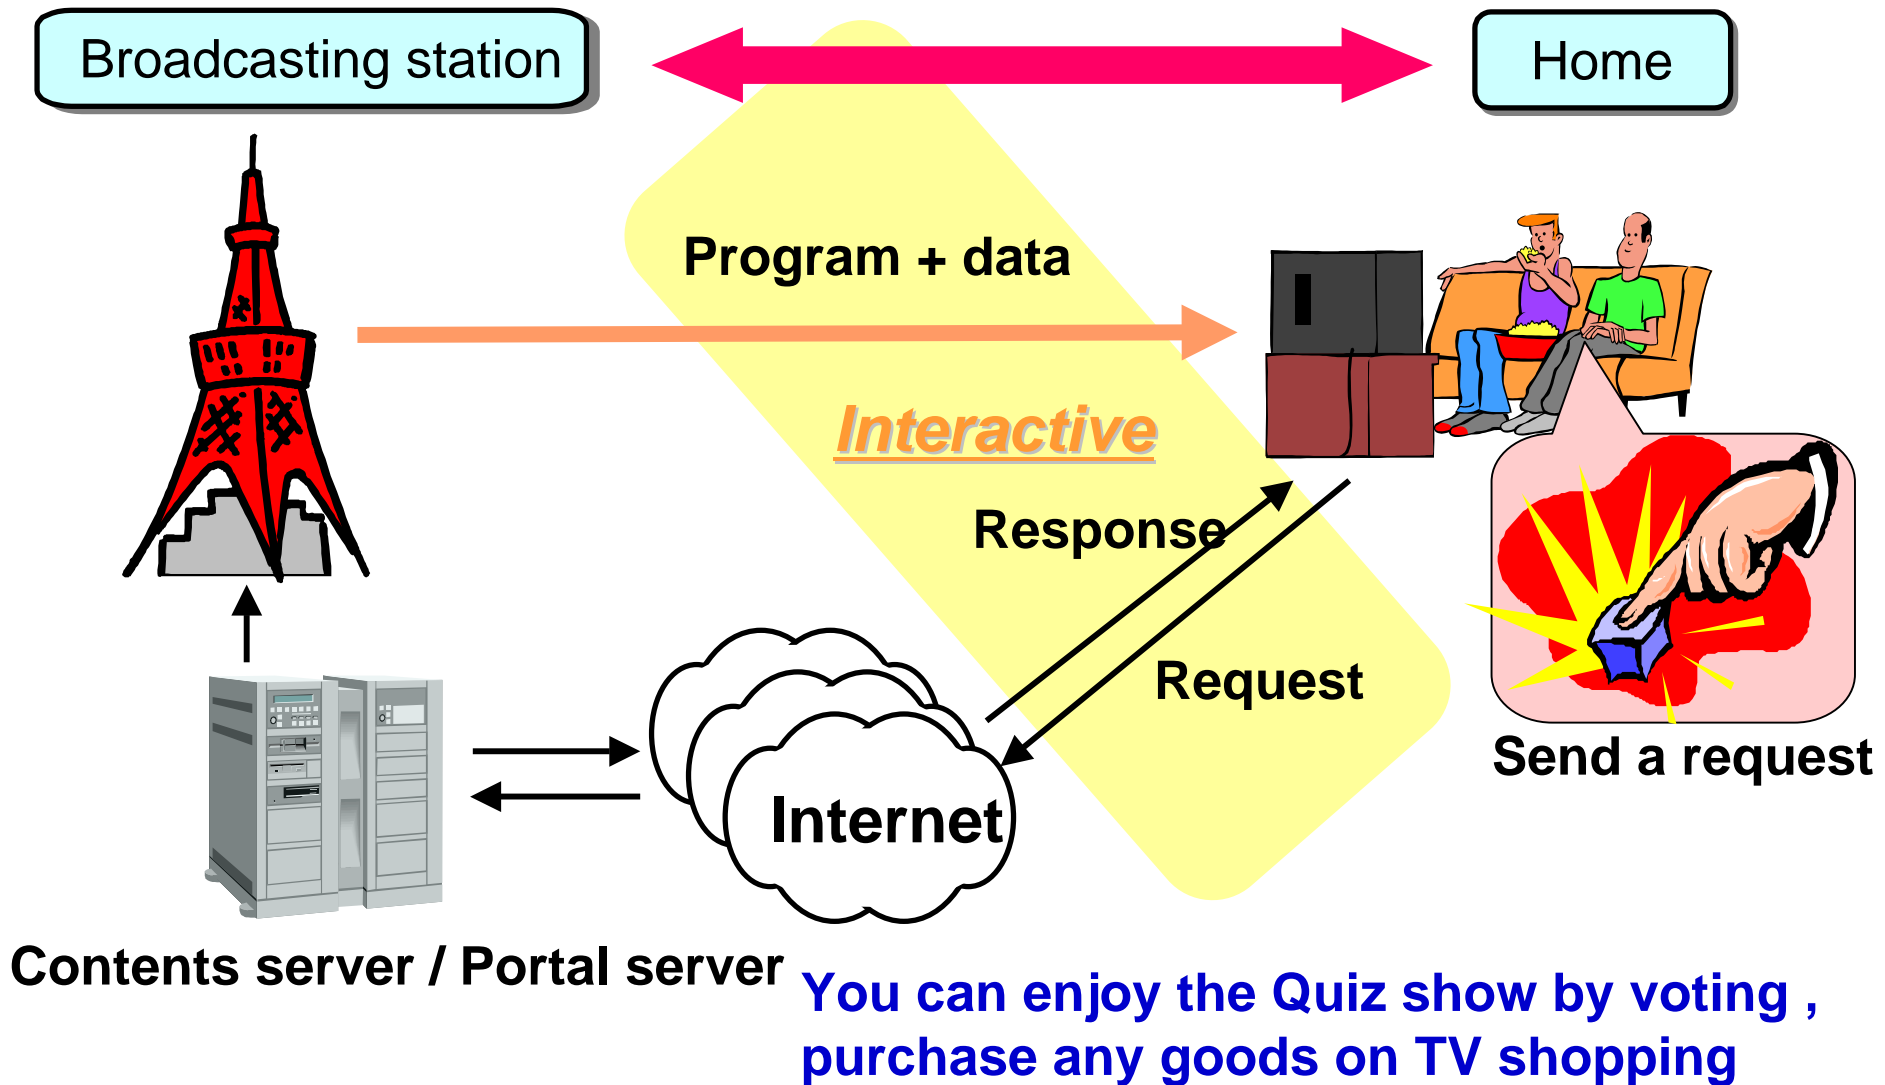 Broadcasting station
Home
Program + data
Interactive
Response
Request
Send a request
Internet
Contents server / Portal server
You can enjoy the Quiz show by voting ,
purchase any goods on TV shopping